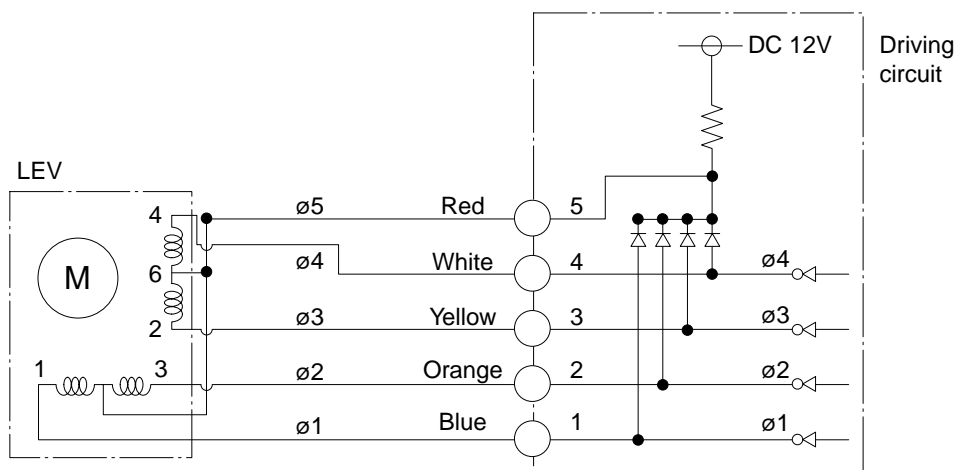 DC 12V
Driving
circuit
LEV
4
ø5
Red
5
6
ø4
White
4
ø4
M
2
ø3
Yellow
3
ø3
1
3
ø2
Orange
2
ø2
ø1
Blue
1
ø1